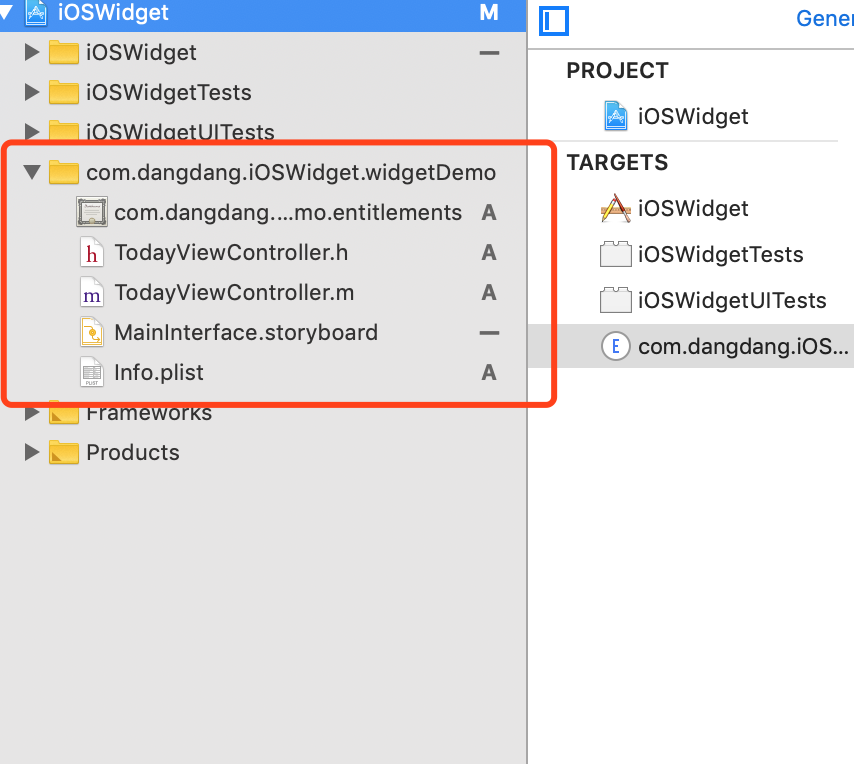 iOSWidget M
iOSWidget
iOSWidgetTests
iOSWidgetUITests
com.dangdang.iOSWidget.widgetDemo
com.dangdang....mo.entitlements A
h TodayViewController.h A
m TodayViewController.m A
MainInterface.storyboard
PLIST Info.plist A
Frameworks
Products
Gener
PROJECT
iOSWidget
TARGETS
iOSWidget
iOSWidgetTests
iOSWidgetUITests
E com.dangdang.iOS...